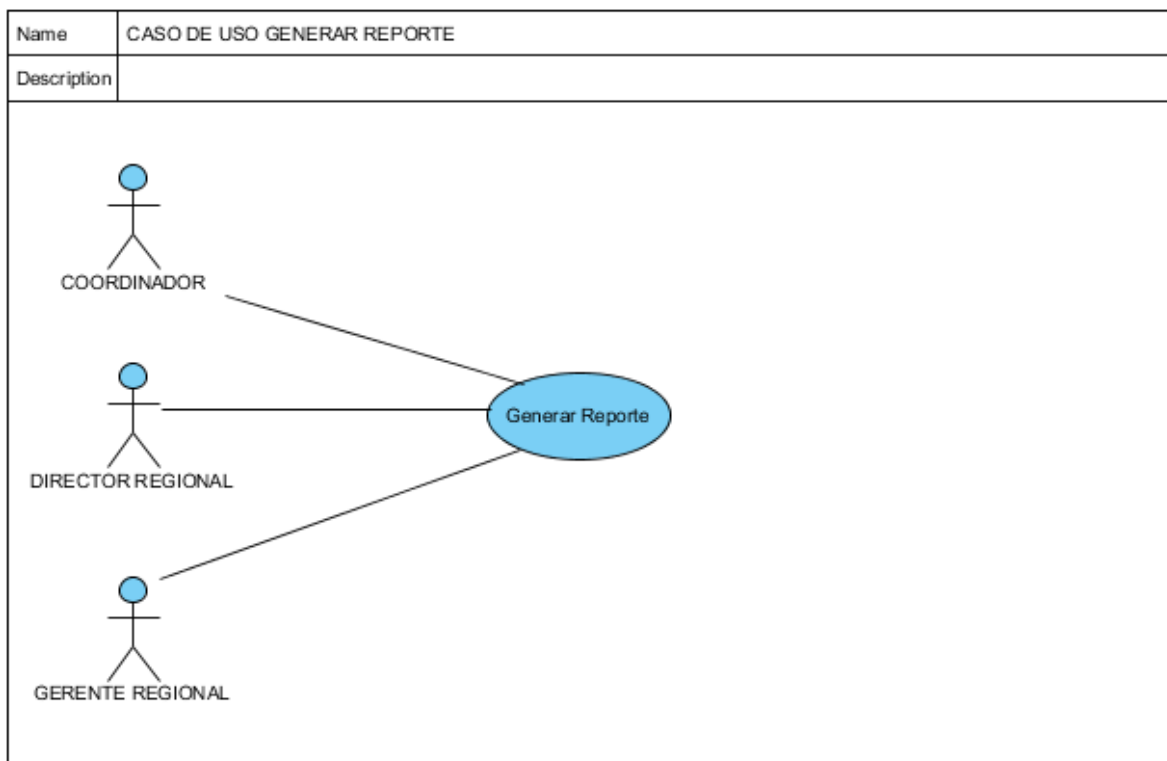 Name CASO DE USO GENERAR REPORTE
Description
COORDINADOR
Generar Reporte
DIRECTOR REGIONAL
GERENTE REGIONAL